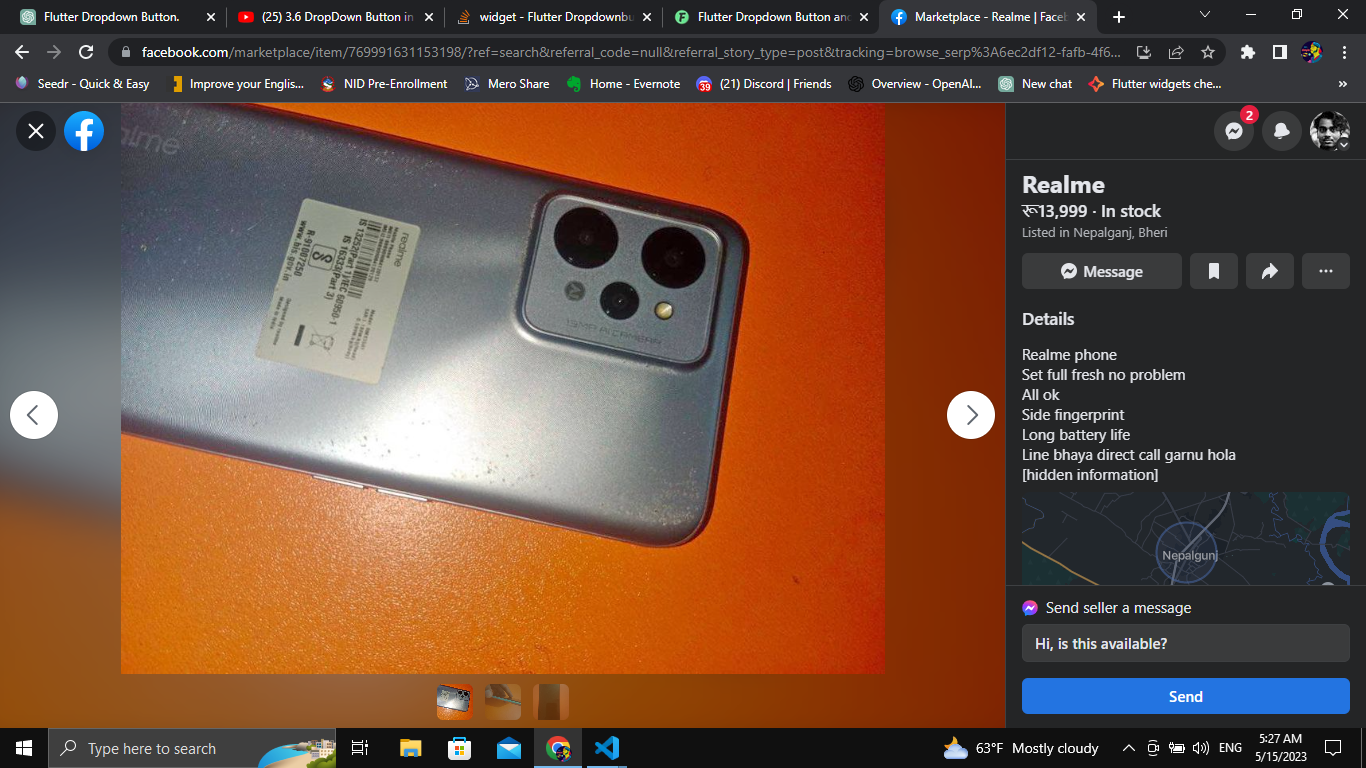 Flutter Dropdown Button.
(25) 3.6 DropDown Button in
widget - Flutter Dropdownbu
Flutter Dropdown Button and
Marketplace - Realme | Faceb
facebook.com/marketplace/item/769991631153198/?ref=search&referral_code=null&referral_story_type=post&tracking=browse_serp%3A6ec2df12-fafb-4f6...
Seedr - Quick & Easy
Improve your Englis...
NID Pre-Enrollment
Mero Share
Home - Evernote
39
(21) Discord | Friends
Overview - OpenAI...
New chat
Flutter widgets che...
»
2
realme
realme
IS 13252(Part 1)/IEC 60950-1
IS 16333(Part 3)
R-91007250
www.bis.gov.in
Realme
रू13,999 · In stock
Listed in Nepalganj, Bheri
Message
Details
Realme phone
Set full fresh no problem
All ok
Side fingerprint
Long battery life
Line bhaya direct call garnu hola
[hidden information]
Nepalgunj
Send seller a message
Hi, is this available?
Send
Type here to search
63°F Mostly cloudy
ENG
5:27 AM
5/15/2023